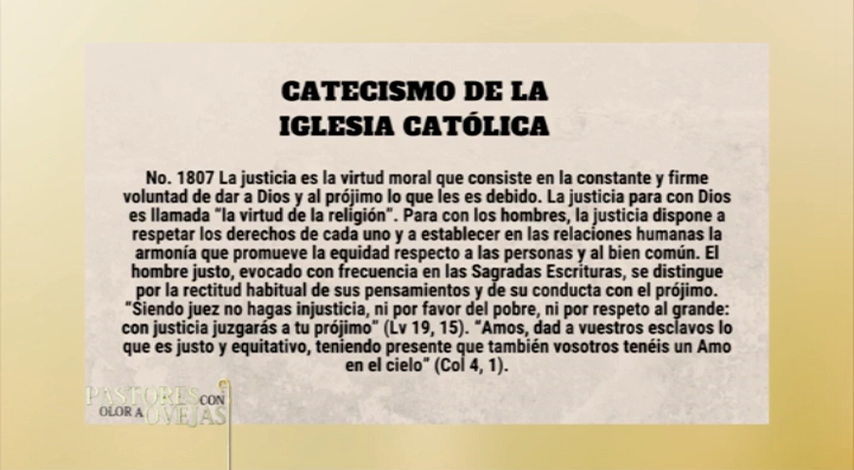 CATECISMO DE LA
IGLESIA CATÓLICA
No. 1807 La justicia es la virtud moral que consiste en la constante y firme
voluntad de dar a Dios y al prójimo lo que les es debido. La justicia para con Dios
es llamada “la virtud de la religión”. Para con los hombres, la justicia dispone a
respetar los derechos de cada uno y a establecer en las relaciones humanas la
armonía que promueve la equidad respecto a las personas y al bien común. El
hombre justo, evocado con frecuencia en las Sagradas Escrituras, se distingue
por la rectitud habitual de sus pensamientos y de su conducta con el prójimo.
“Siendo juez no hagas injusticia, ni por favor del pobre, ni por respeto al grande:
con justicia juzgarás a tu prójimo” (Lv 19, 15). “Amos, dad a vuestros esclavos lo
que es justo y equitativo, teniendo presente que también vosotros tenéis un Amo
en el cielo” (Col 4, 1).
PASTORES CON
OLOR A OVEJAS